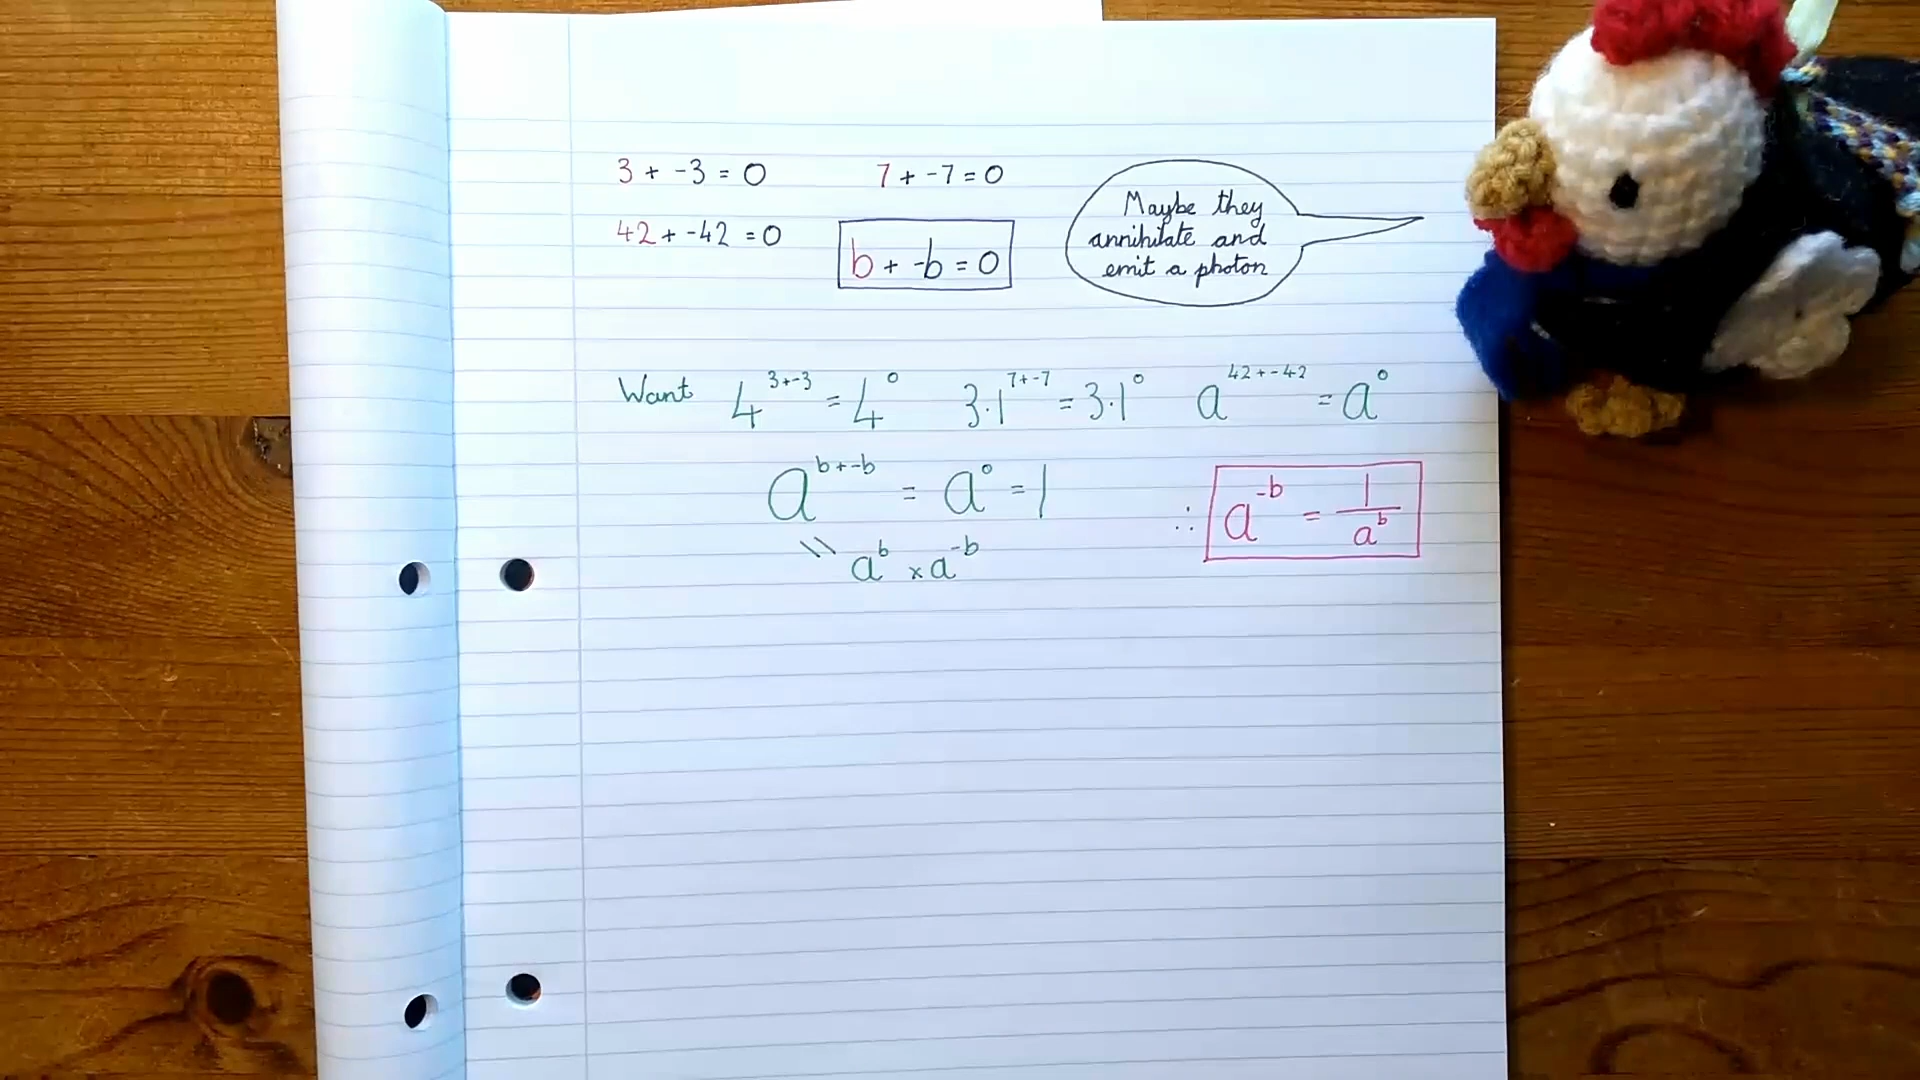 3 + -3 = 0
7 + -7 = 0
42 + -42 = 0
b + -b = 0
Maybe they
annihilate and
emit a photon
Want 4^{3+-3} = 4^0 3·1^{7+-7} = 3·1^0 a^{42+-42} = a^0
a^{b+-b} = a^0 = 1
\\ a^b × a^{-b}
∴ a^{-b} = 1/a^b